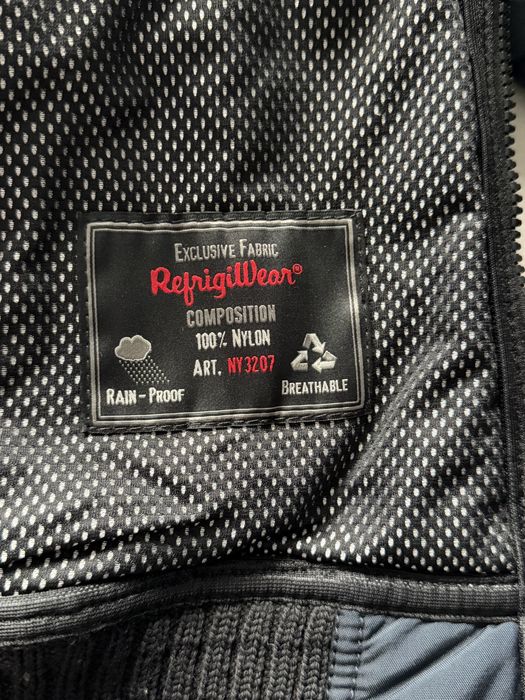 EXCLUSIVE FABRIC
RefrigiWear®
COMPOSITION
100% NYLON
ART. NY3207
RAIN-PROOF
BREATHABLE